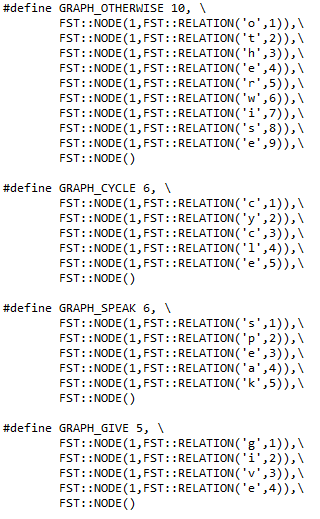 #define GRAPH_OTHERWISE 10, \
FST::NODE(1,FST::RELATION('o',1)),\
FST::NODE(1,FST::RELATION('t',2)),\
FST::NODE(1,FST::RELATION('h',3)),\
FST::NODE(1,FST::RELATION('e',4)),\
FST::NODE(1,FST::RELATION('r',5)),\
FST::NODE(1,FST::RELATION('w',6)),\
FST::NODE(1,FST::RELATION('i',7)),\
FST::NODE(1,FST::RELATION('s',8)),\
FST::NODE(1,FST::RELATION('e',9)),\
FST::NODE()
#define GRAPH_CYCLE 6, \
FST::NODE(1,FST::RELATION('c',1)),\
FST::NODE(1,FST::RELATION('y',2)),\
FST::NODE(1,FST::RELATION('c',3)),\
FST::NODE(1,FST::RELATION('l',4)),\
FST::NODE(1,FST::RELATION('e',5)),\
FST::NODE()
#define GRAPH_SPEAK 6, \
FST::NODE(1,FST::RELATION('s',1)),\
FST::NODE(1,FST::RELATION('p',2)),\
FST::NODE(1,FST::RELATION('e',3)),\
FST::NODE(1,FST::RELATION('a',4)),\
FST::NODE(1,FST::RELATION('k',5)),\
FST::NODE()
#define GRAPH_GIVE 5, \
FST::NODE(1,FST::RELATION('g',1)),\
FST::NODE(1,FST::RELATION('i',2)),\
FST::NODE(1,FST::RELATION('v',3)),\
FST::NODE(1,FST::RELATION('e',4)),\
FST::NODE()